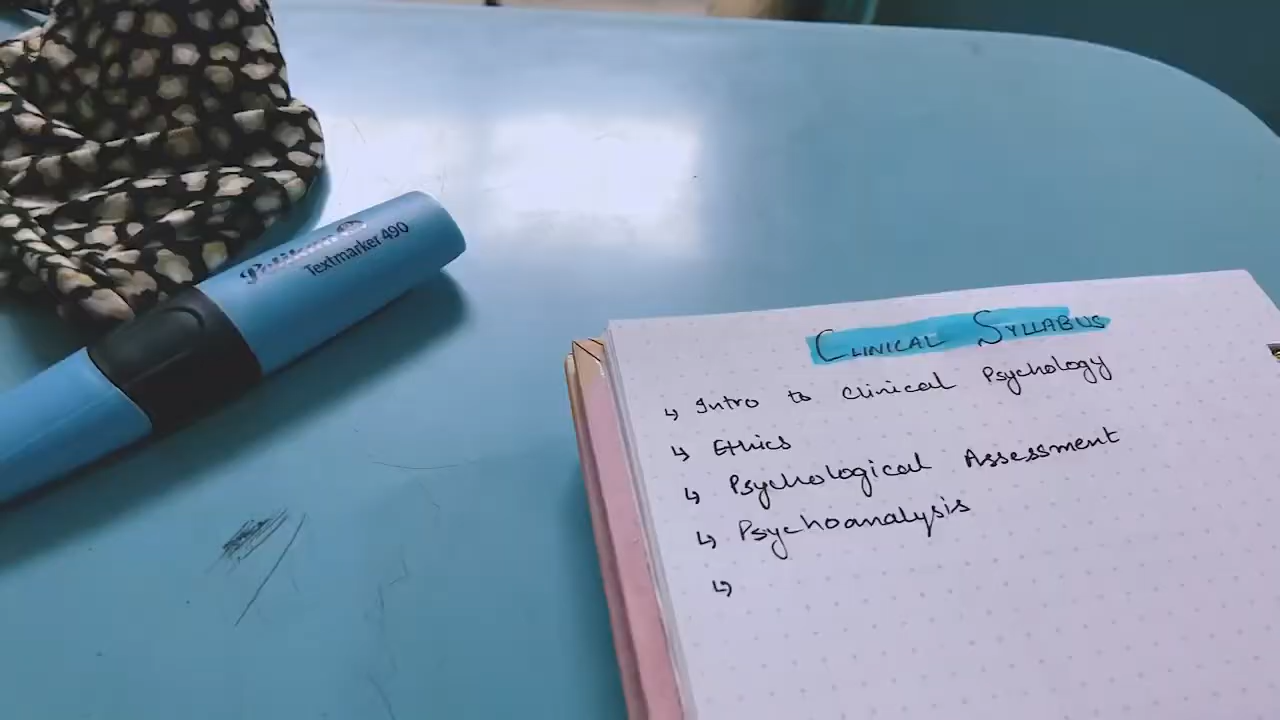 Pelikan
Textmarker 490
CLINICAL SYLLABUS
↳ Intro to Clinical Psychology
↳ Ethics
↳ Psychological Assessment
↳ Psychoanalysis
↳